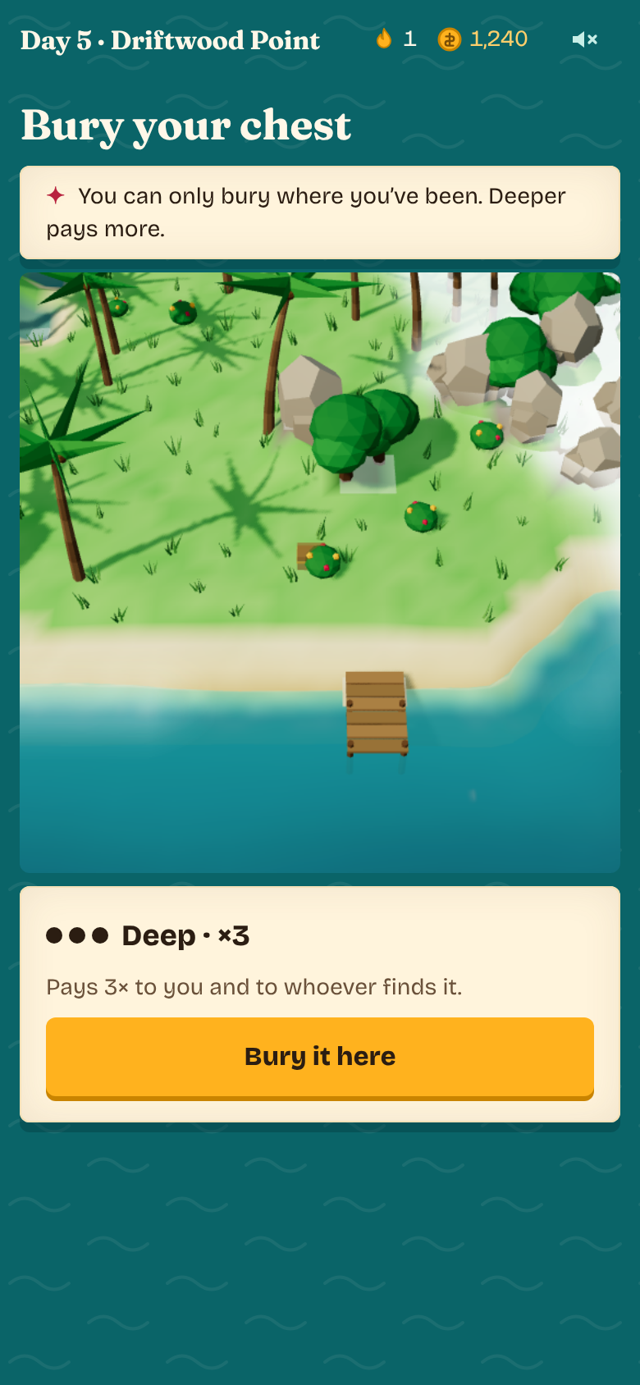 Day 5 · Driftwood Point 1 1,240
Bury your chest
You can only bury where you've been. Deeper
pays more.
Deep · ×3
Pays 3× to you and to whoever finds it.
Bury it here